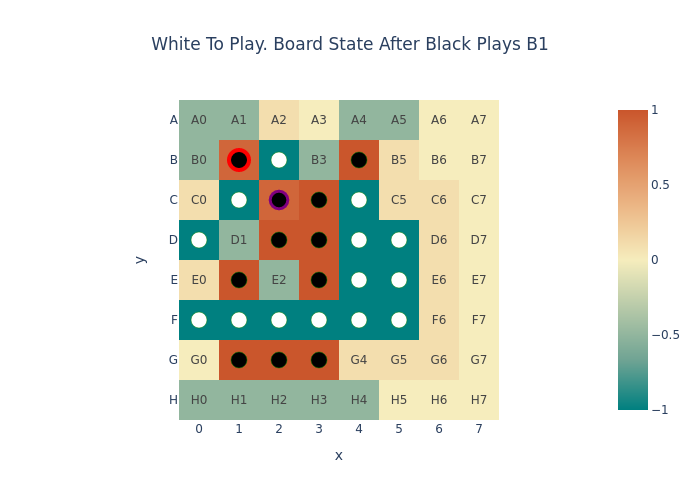 White To Play. Board State After Black Plays B1
A A0 A1 A2 A3 A4 A5 A6 A7
B B0 B3 B5 B6 B7
C C0 C5 C6 C7
D D1 D6 D7
E E0 E2 E6 E7
F F6 F7
G G0 G4 G5 G6 G7
H H0 H1 H2 H3 H4 H5 H6 H7
0 1 2 3 4 5 6 7
x
y
1
0.5
0
−0.5
−1